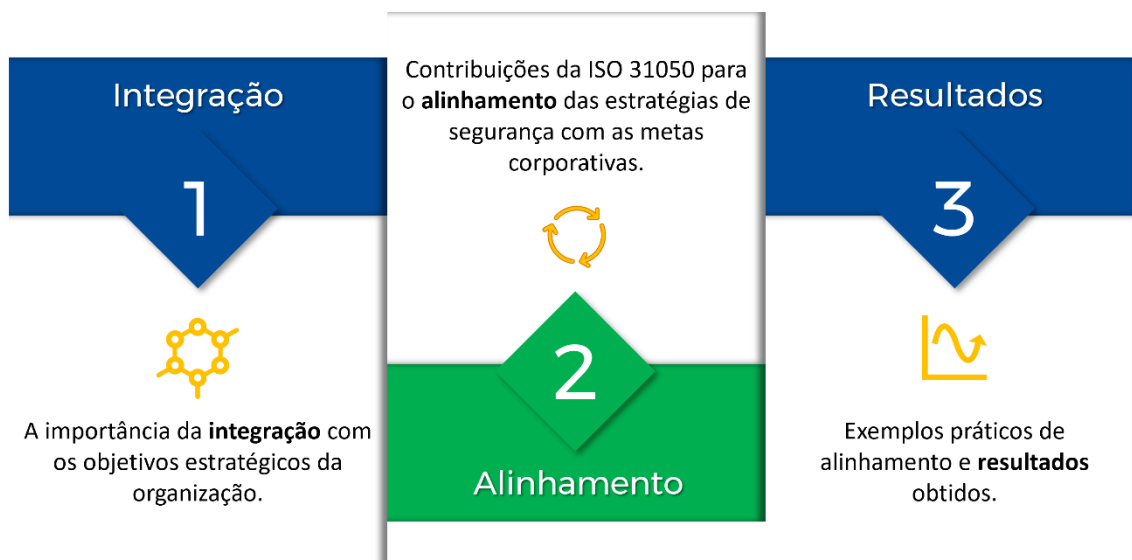 Integração
1
A importância da integração com
os objetivos estratégicos da
organização.
Contribuições da ISO 31050 para
o alinhamento das estratégias de
segurança com as metas
corporativas.
2
Alinhamento
Resultados
3
Exemplos práticos de
alinhamento e resultados
obtidos.